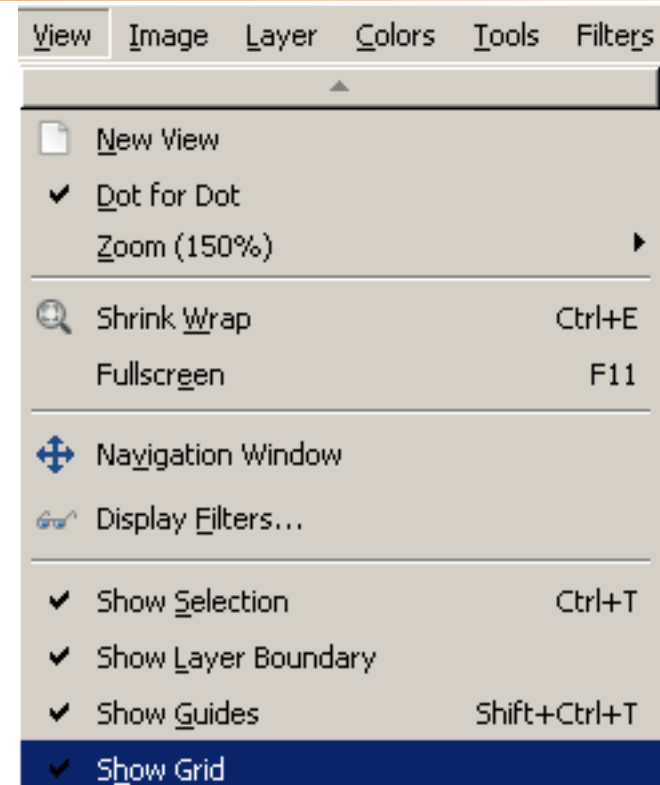 View Image Layer Colors Tools Filters
New View
Dot for Dot
Zoom (150%)
Shrink Wrap Ctrl+E
Fullscreen F11
Navigation Window
Display Filters...
Show Selection Ctrl+T
Show Layer Boundary
Show Guides Shift+Ctrl+T
Show Grid